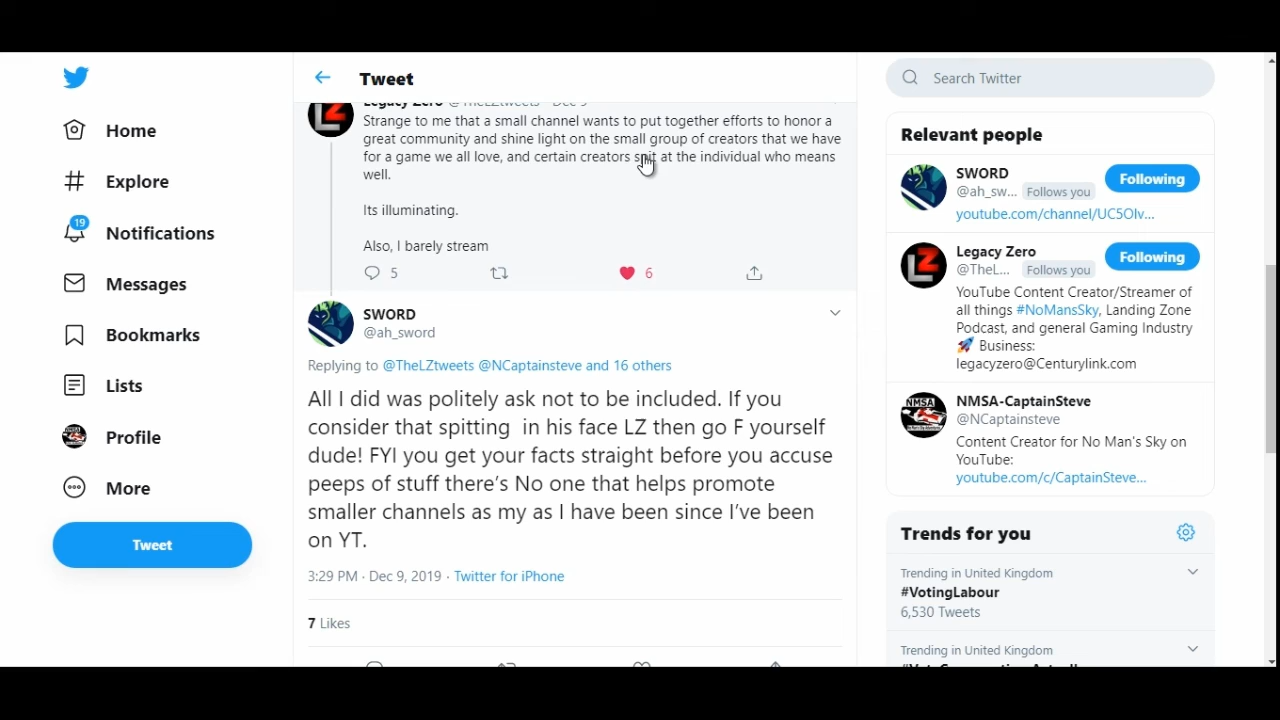 Home
Explore
19
Notifications
Messages
Bookmarks
Lists
Profile
More
Tweet
Tweet
Legacy Zero @TheLZtweets · Dec 9
Strange to me that a small channel wants to put together efforts to honor a
great community and shine light on the small group of creators that we have
for a game we all love, and certain creators spit at the individual who means
well.
Its illuminating.
Also, I barely stream
5
6
SWORD
@ah_sword
Replying to @TheLZtweets @NCaptainsteve and 16 others
All I did was politely ask not to be included. If you
consider that spitting  in his face LZ then go F yourself
dude! FYI you get your facts straight before you accuse
peeps of stuff there's No one that helps promote
smaller channels as my as I have been since I've been
on YT.
3:29 PM · Dec 9, 2019 · Twitter for iPhone
7 Likes
Search Twitter
Relevant people
SWORD
@ah_sw... Follows you
Following
youtube.com/channel/UC5Olv...
Legacy Zero
@TheL... Follows you
Following
YouTube Content Creator/Streamer of
all things #NoMansSky, Landing Zone
Podcast, and general Gaming Industry
🚀 Business:
legacyzero@Centurylink.com
NMSA
NMSA-CaptainSteve
@NCaptainsteve
Content Creator for No Man's Sky on
YouTube:
youtube.com/c/CaptainSteve...
Trends for you
Trending in United Kingdom
#VotingLabour
6,530 Tweets
Trending in United Kingdom